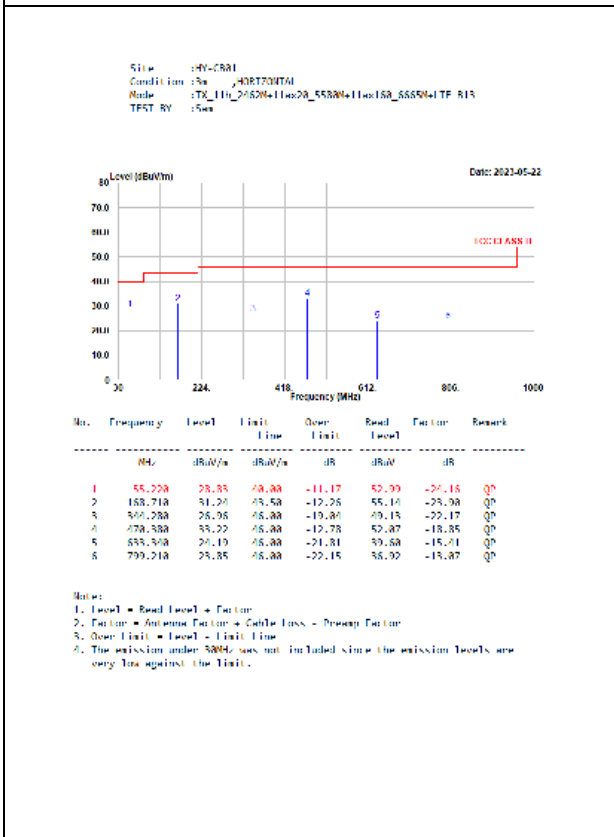 Site :HY-CB01
Condition :3m ,HORIZONTAL
Mode :TX_11b_2462M+11ax20_5580M+11ax160_6665M+LTE B13
TEST BY :Sam
Level (dBuV/m)
Date: 2023-05-22
80
70.0
60.0
FCC CLASS B
50.0
40.0
30.0
1
2
3
4
5
6
20.0
10.0
0
30
224.
418.
612.
806.
1000
Frequency (MHz)
No. Frequency Level Limit Over Read Factor Remark
Line Limit Level
MHz dBuV/m dBuV/m dB dBuV dB
1 55.220 28.83 40.00 -11.17 52.99 -24.16 QP
2 168.710 31.24 43.50 -12.26 55.14 -23.90 QP
3 344.280 26.96 46.00 -19.04 49.13 -22.17 QP
4 470.380 33.22 46.00 -12.78 52.07 -18.85 QP
5 633.340 24.19 46.00 -21.81 39.60 -15.41 QP
6 799.210 23.85 46.00 -22.15 36.92 -13.07 QP
Note:
1. Level = Read Level + Factor
2. Factor = Antenna Factor + Cable Loss - Preamp Factor
3. Over Limit = Level - Limit Line
4. The emission under 30MHz was not included since the emission levels are
very low against the limit.